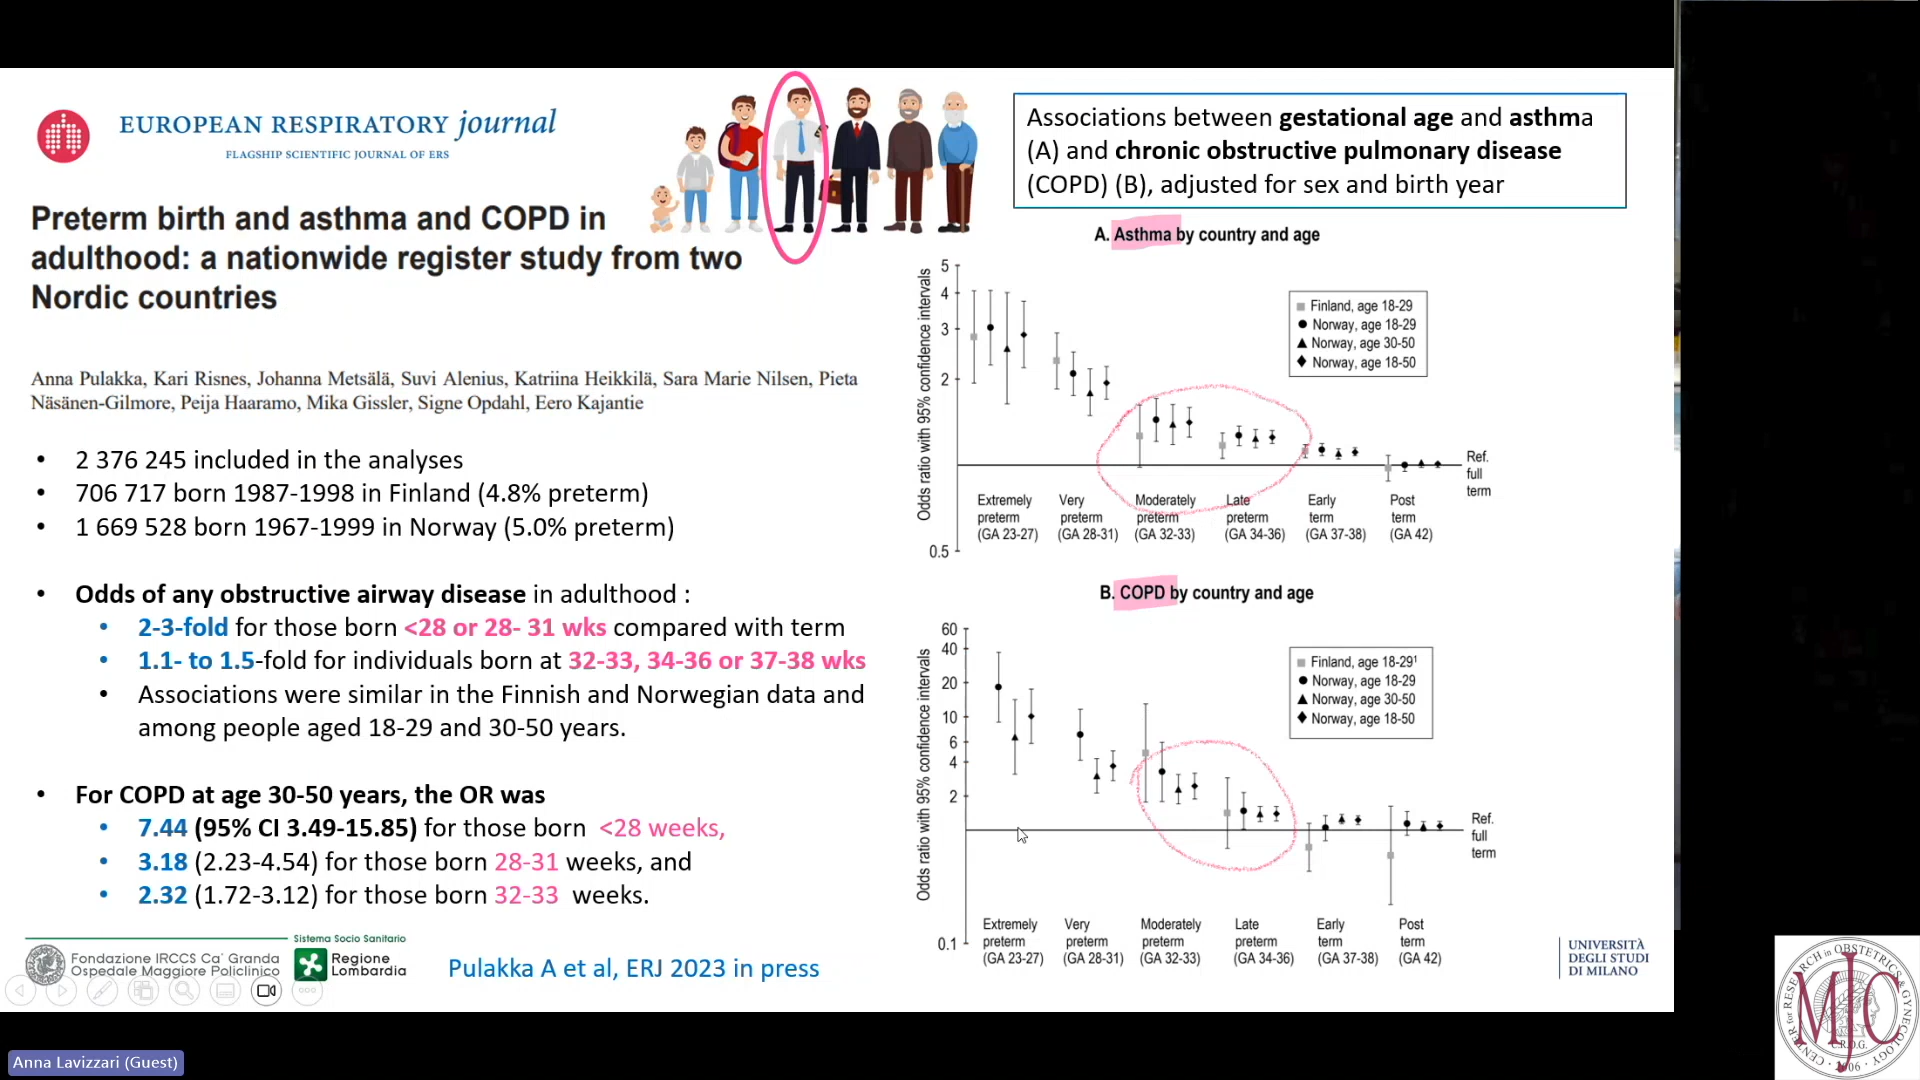 EUROPEAN RESPIRATORY journal
FLAGSHIP SCIENTIFIC JOURNAL OF ERS
Preterm birth and asthma and COPD in
adulthood: a nationwide register study from two
Nordic countries
Anna Pulakka, Kari Risnes, Johanna Metsälä, Suvi Alenius, Katriina Heikkilä, Sara Marie Nilsen, Pieta
Näsänen-Gilmore, Peija Haaramo, Mika Gissler, Signe Opdahl, Eero Kajantie
• 2 376 245 included in the analyses
• 706 717 born 1987-1998 in Finland (4.8% preterm)
• 1 669 528 born 1967-1999 in Norway (5.0% preterm)
• Odds of any obstructive airway disease in adulthood :
• 2-3-fold for those born <28 or 28- 31 wks compared with term
• 1.1- to 1.5-fold for individuals born at 32-33, 34-36 or 37-38 wks
• Associations were similar in the Finnish and Norwegian data and
among people aged 18-29 and 30-50 years.
• For COPD at age 30-50 years, the OR was
• 7.44 (95% CI 3.49-15.85) for those born <28 weeks,
• 3.18 (2.23-4.54) for those born 28-31 weeks, and
• 2.32 (1.72-3.12) for those born 32-33 weeks.
Fondazione IRCCS Ca' Granda
Ospedale Maggiore Policlinico
Sistema Socio Sanitario
Regione
Lombardia
Pulakka A et al, ERJ 2023 in press
Associations between gestational age and asthma
(A) and chronic obstructive pulmonary disease
(COPD) (B), adjusted for sex and birth year
A. Asthma by country and age
Odds ratio with 95% confidence intervals
5
4
3
2
0.5
Finland, age 18-29
Norway, age 18-29
Norway, age 30-50
Norway, age 18-50
Ref.
full
term
Extremely
preterm
(GA 23-27)
Very
preterm
(GA 28-31)
Moderately
preterm
(GA 32-33)
Late
preterm
(GA 34-36)
Early
term
(GA 37-38)
Post
term
(GA 42)
B. COPD by country and age
Odds ratio with 95% confidence intervals
60
40
20
10
6
4
2
0.1
Finland, age 18-29¹
Norway, age 18-29
Norway, age 30-50
Norway, age 18-50
Ref.
full
term
Extremely
preterm
(GA 23-27)
Very
preterm
(GA 28-31)
Moderately
preterm
(GA 32-33)
Late
preterm
(GA 34-36)
Early
term
(GA 37-38)
Post
term
(GA 42)
UNIVERSITÀ
DEGLI STUDI
DI MILANO
CENTER for RESEARCH in OBSTETRICS & GYNECOLOGY
MJC
C.R.O.G.
2006
Anna Lavizzari (Guest)